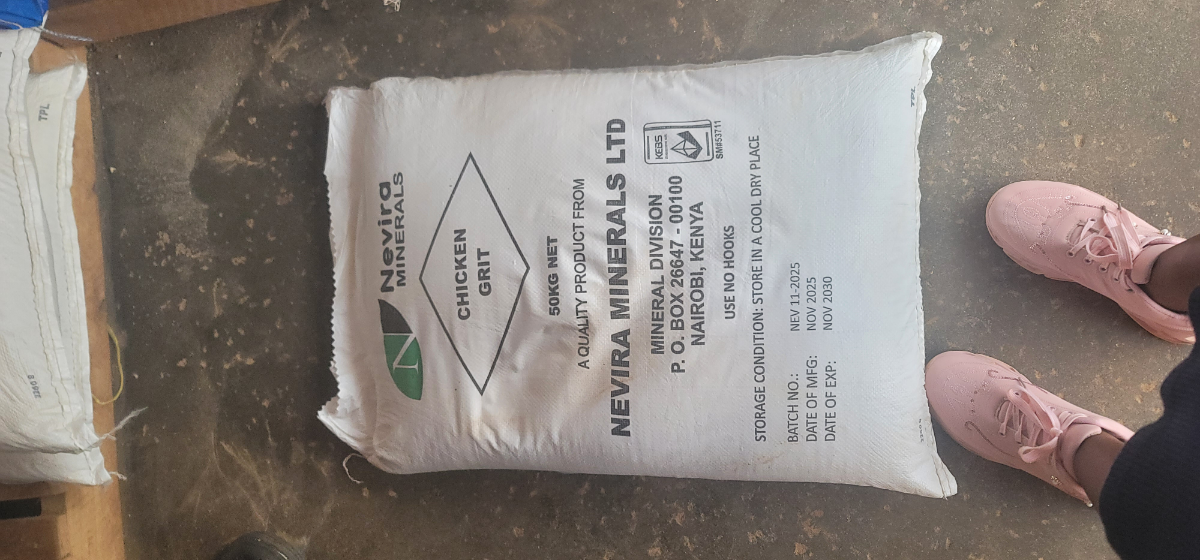 N
Nevira
MINERALS
CHICKEN
GRIT
50KG NET
A QUALITY PRODUCT FROM
NEVIRA MINERALS LTD
MINERAL DIVISION
P. O. BOX 26647 - 00100
NAIROBI, KENYA
KEBS
SM#53711
USE NO HOOKS
STORAGE CONDITION: STORE IN A COOL DRY PLACE
BATCH NO.: NEV 11-2025
DATE OF MFG: NOV 2025
DATE OF EXP: NOV 2030
TPL
TPL